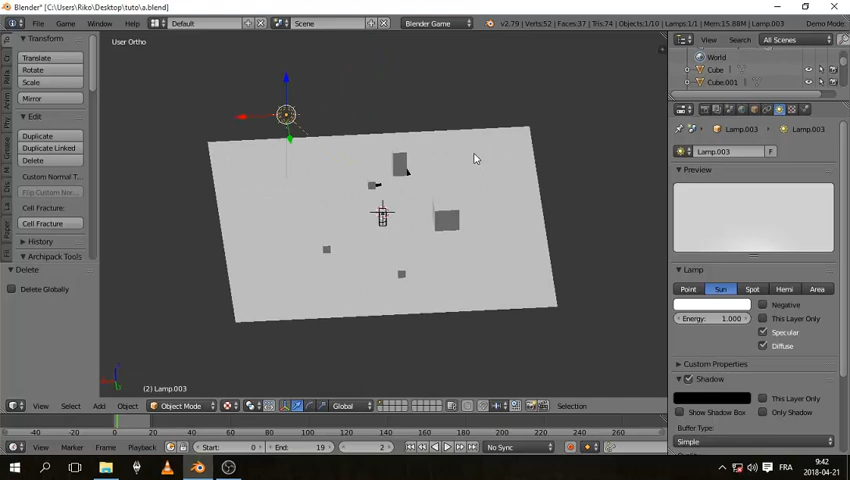 Blender* [C:\Users\Riko\Desktop\tuto\a.blend]
File Game Window Help Default Scene Blender Game v2.79 | Verts:52 | Faces:37 | Tris:74 | Objects:1/10 | Lamps:1/1 | Mem:15.88M | Lamp.003 Demo Mode
User Ortho
Transform
Translate
Rotate
Scale
Mirror
Edit
Duplicate
Duplicate Linked
Delete
Custom Normal T...
Flip Custom Nor...
Cell Fracture:
Cell Fracture
History
Archipack Tools
Delete
Delete Globally
(2) Lamp.003
View Search All Scenes
World
Cube
Cube.001
Lamp.003 Lamp.003
Lamp.003 F
Preview
Lamp
Point Sun Spot Hemi Area
Negative
Energy: 1.000 This Layer Only
Specular
Diffuse
Custom Properties
Shadow
This Layer Only
Show Shadow Box Only Shadow
Buffer Type:
Simple
View Select Add Object Object Mode Global Selection
-40 -20 0 20 40 60 80 100 120 140 160 180 200 220 240 260
View Marker Frame Playback Start: 0 End: 19 2 No Sync
FRA 9:42
2018-04-21